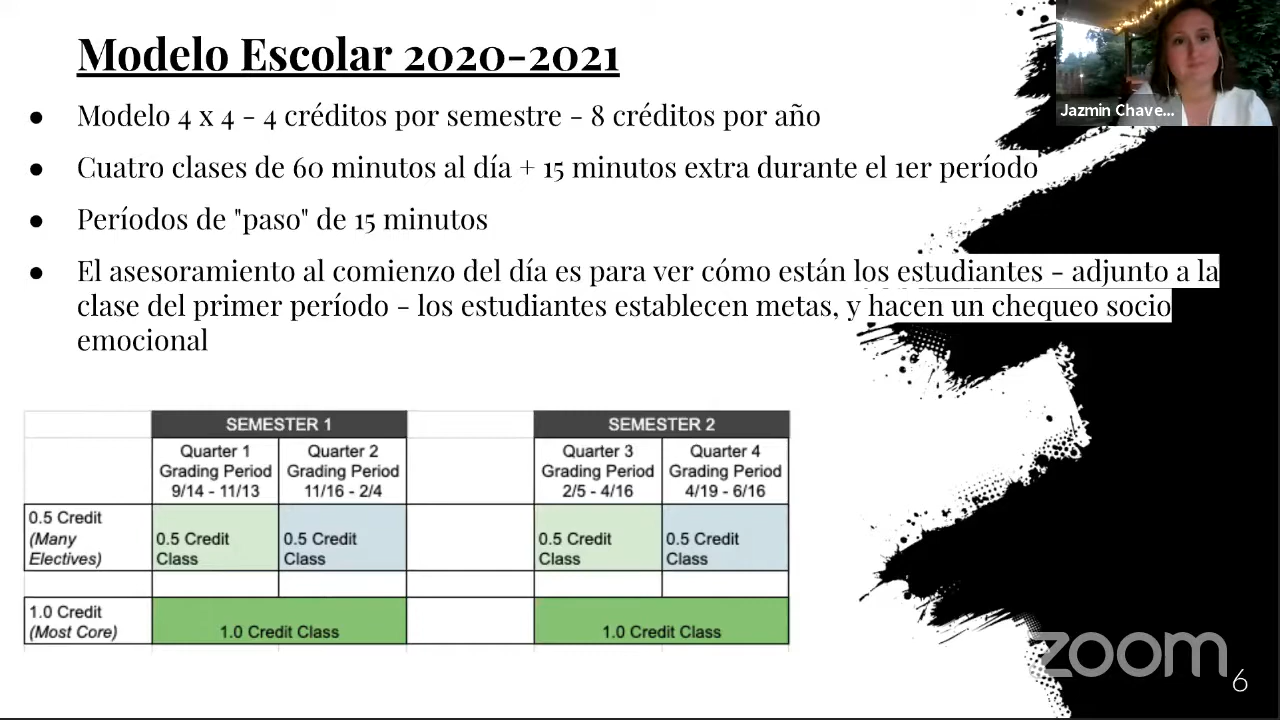 Modelo Escolar 2020-2021
Jazmin Chave...
● Modelo 4 x 4 - 4 créditos por semestre - 8 créditos por año
● Cuatro clases de 60 minutos al día + 15 minutos extra durante el 1er período
● Períodos de "paso" de 15 minutos
● El asesoramiento al comienzo del día es para ver cómo están los estudiantes - adjunto a la
clase del primer período - los estudiantes establecen metas, y hacen un chequeo socio
emocional
SEMESTER 1 SEMESTER 2
Quarter 1 Quarter 2 Quarter 3 Quarter 4
Grading Period Grading Period Grading Period Grading Period
9/14 - 11/13 11/16 - 2/4 2/5 - 4/16 4/19 - 6/16
0.5 Credit
(Many 0.5 Credit 0.5 Credit 0.5 Credit 0.5 Credit
Electives) Class Class Class Class
1.0 Credit
(Most Core) 1.0 Credit Class 1.0 Credit Class
zoom
6